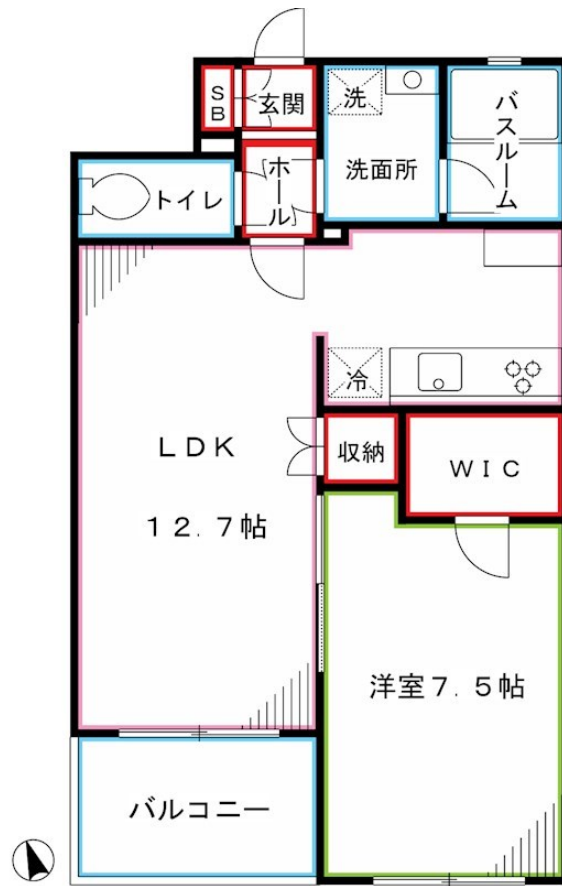 SB
玄関
洗
洗面所
バスルーム
トイレ
ホール
冷
LDK
12.7帖
収納
WIC
洋室7.5帖
バルコニー